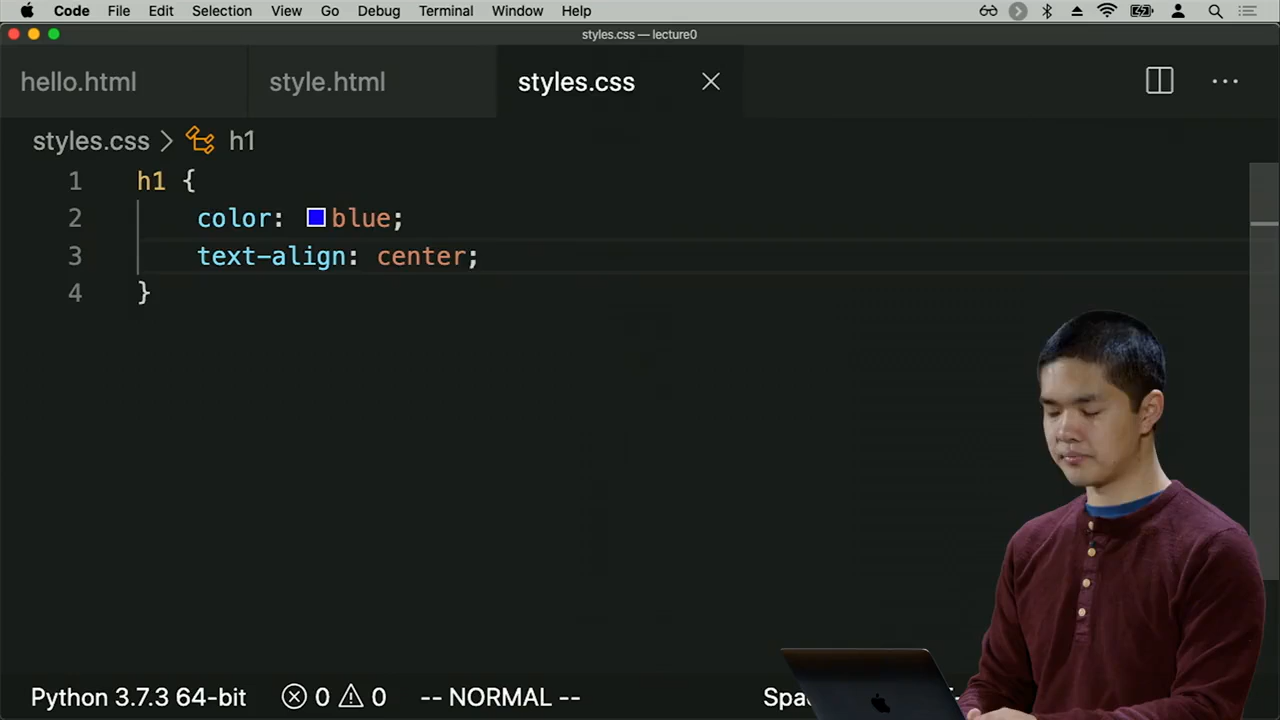 Code File Edit Selection View Go Debug Terminal Window Help
styles.css — lecture0
hello.html style.html styles.css
styles.css > h1
1 h1 {
2 color: blue;
3 text-align: center;
4 }
Python 3.7.3 64-bit 0 0 -- NORMAL --